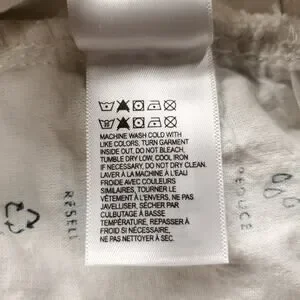 MACHINE WASH COLD WITH
LIKE COLORS, TURN GARMENT
INSIDE OUT, DO NOT BLEACH,
TUMBLE DRY LOW, COOL IRON
IF NECESSARY, DO NOT DRY CLEAN.
LAVER À LA MACHINE À L'EAU
FROIDE AVEC COULEURS
SIMILAIRES, TOURNER LE
VÊTEMENT À L'ENVERS, NE PAS
JAVELLISER, SÉCHER PAR
CULBUTAGE À BASSE
TEMPÉRATURE, REPASSER À
FROID SI NÉCESSAIRE,
NE PAS NETTOYER À SEC.
RESELL